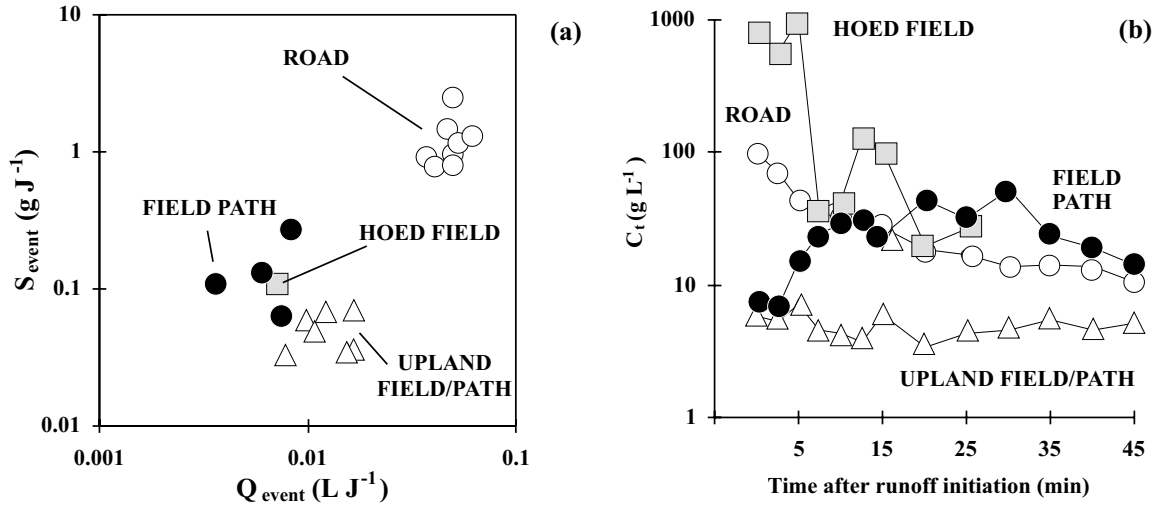 (a)
10
1
0.1
0.01
0.001
0.01
0.1
S event (g J⁻¹)
Q event (L J⁻¹)
ROAD
FIELD PATH
HOED FIELD
UPLAND
FIELD/PATH
(b)
1000
100
10
1
5
5
15
25
35
45
C t (g L⁻¹)
Time after runoff initiation (min)
HOED FIELD
ROAD
FIELD
PATH
UPLAND FIELD/PATH